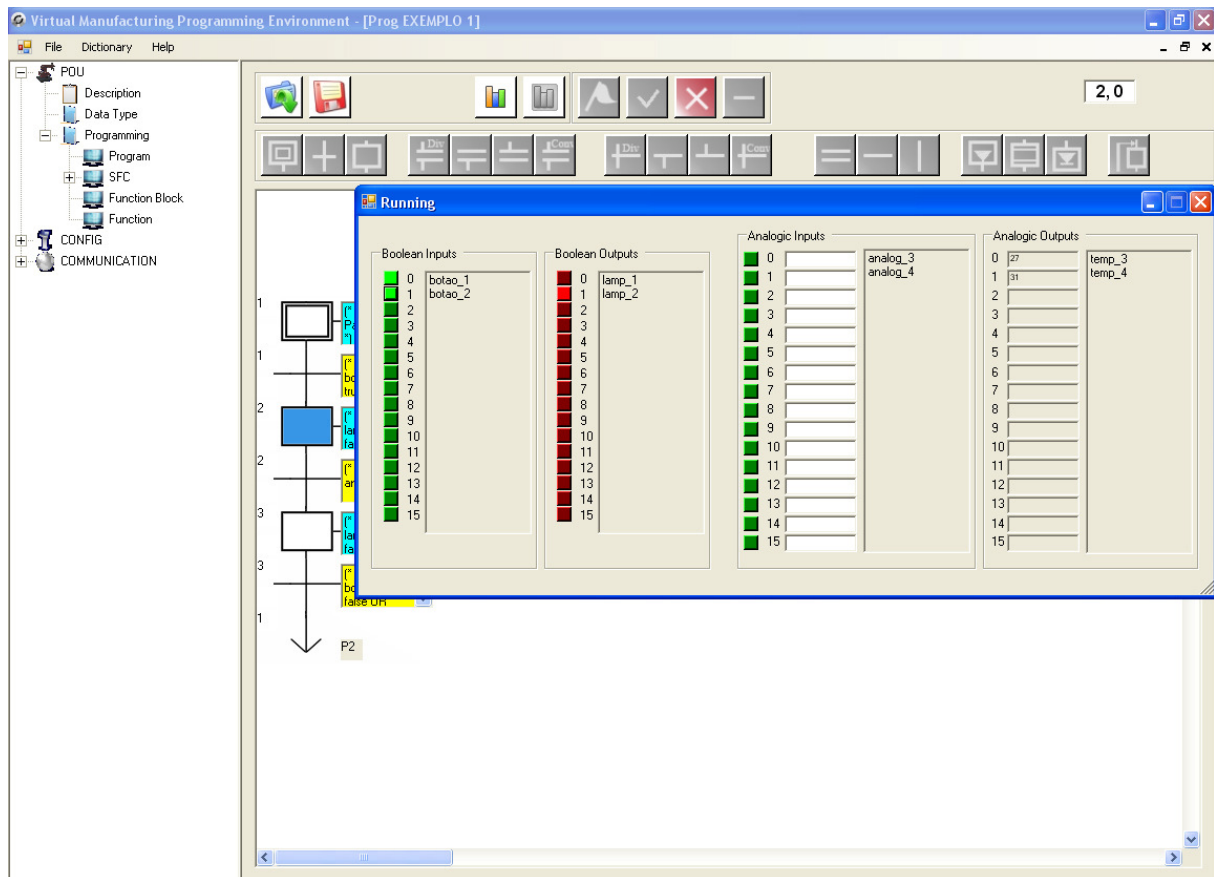 Virtual Manufacturing Programming Environment - [Prog EXEMPLO 1]
File Dictionary Help
POU
Description
Data Type
Programming
Program
SFC
Function Block
Function
CONFIG
COMMUNICATION
2,0
Div
Conv
Div
Conv
Running
Boolean Inputs
0 botao_1
1 botao_2
2
3
4
5
6
7
8
9
10
11
12
13
14
15
Boolean Outputs
0 lamp_1
1 lamp_2
2
3
4
5
6
7
8
9
10
11
12
13
14
15
Analogic Inputs
0 analog_3
1 analog_4
2
3
4
5
6
7
8
9
10
11
12
13
14
15
Analogic Outputs
0 27 temp_3
1 31 temp_4
2
3
4
5
6
7
8
9
10
11
12
13
14
15
1
(*
*)
1
(*
2
(*
2
(*
3
(*
3
(*
false OR
1
P2